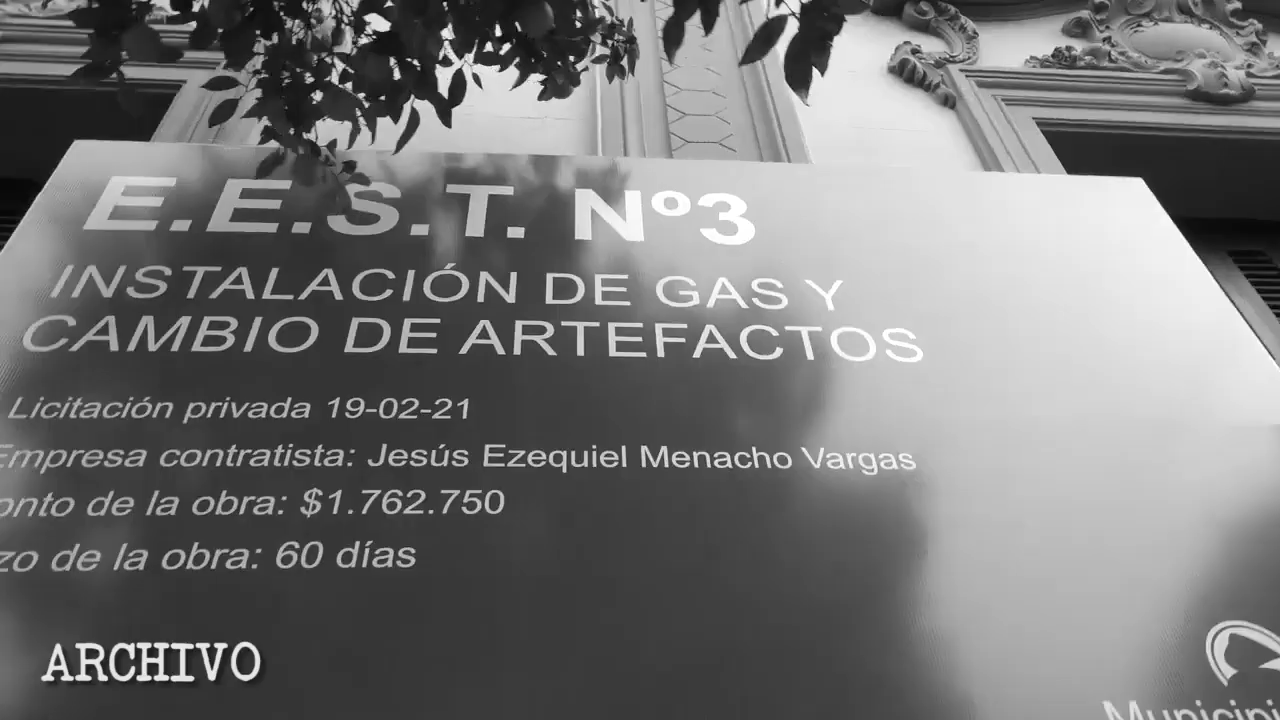 E.E.S.T. Nº3
INSTALACIÓN DE GAS Y
CAMBIO DE ARTEFACTOS
Licitación privada 19-02-21
Empresa contratista: Jesús Ezequiel Menacho Vargas
onto de la obra: $1.762.750
zo de la obra: 60 días
ARCHIVO
Municipi